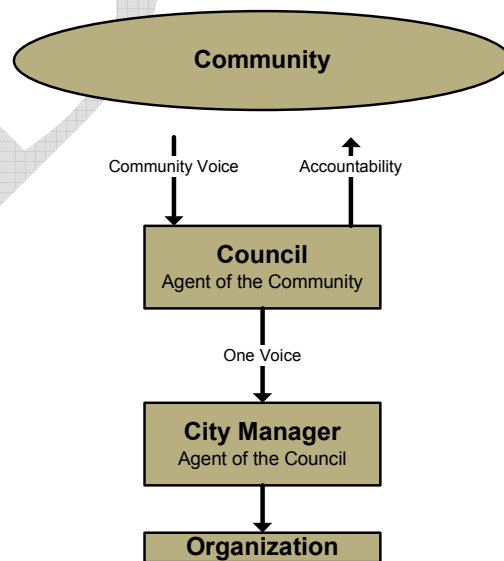 Community
Community Voice
Accountability
Council
Agent of the Community
One Voice
City Manager
Agent of the Council
Organization